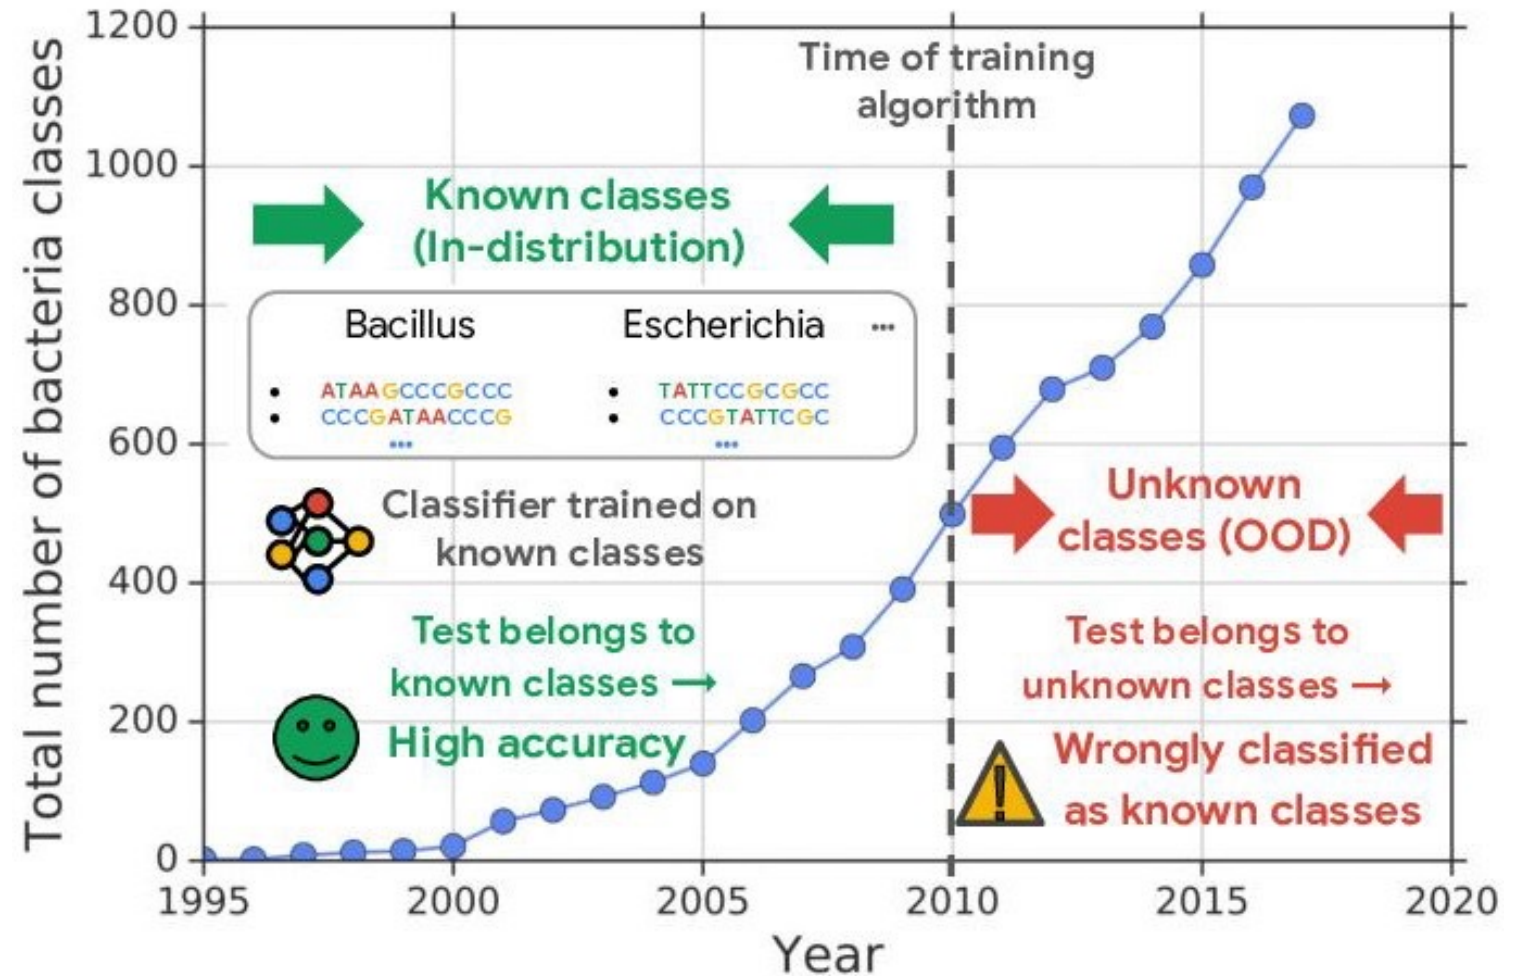 Total number of bacteria classes
1200
1000
800
600
400
200
0
Time of training
algorithm
Known classes
(In-distribution)
Bacillus
• ATAAGCCCGCCC
• CCCGATAACCCG
...
Escherichia
• TATTCCGCGCC
• CCCGTATTCGC
...
...
Classifier trained on
known classes
Test belongs to
known classes →
High accuracy
Unknown
classes (OOD)
Test belongs to
unknown classes →
!
Wrongly classified
as known classes
1995
2000
2005
2010
2015
2020
Year